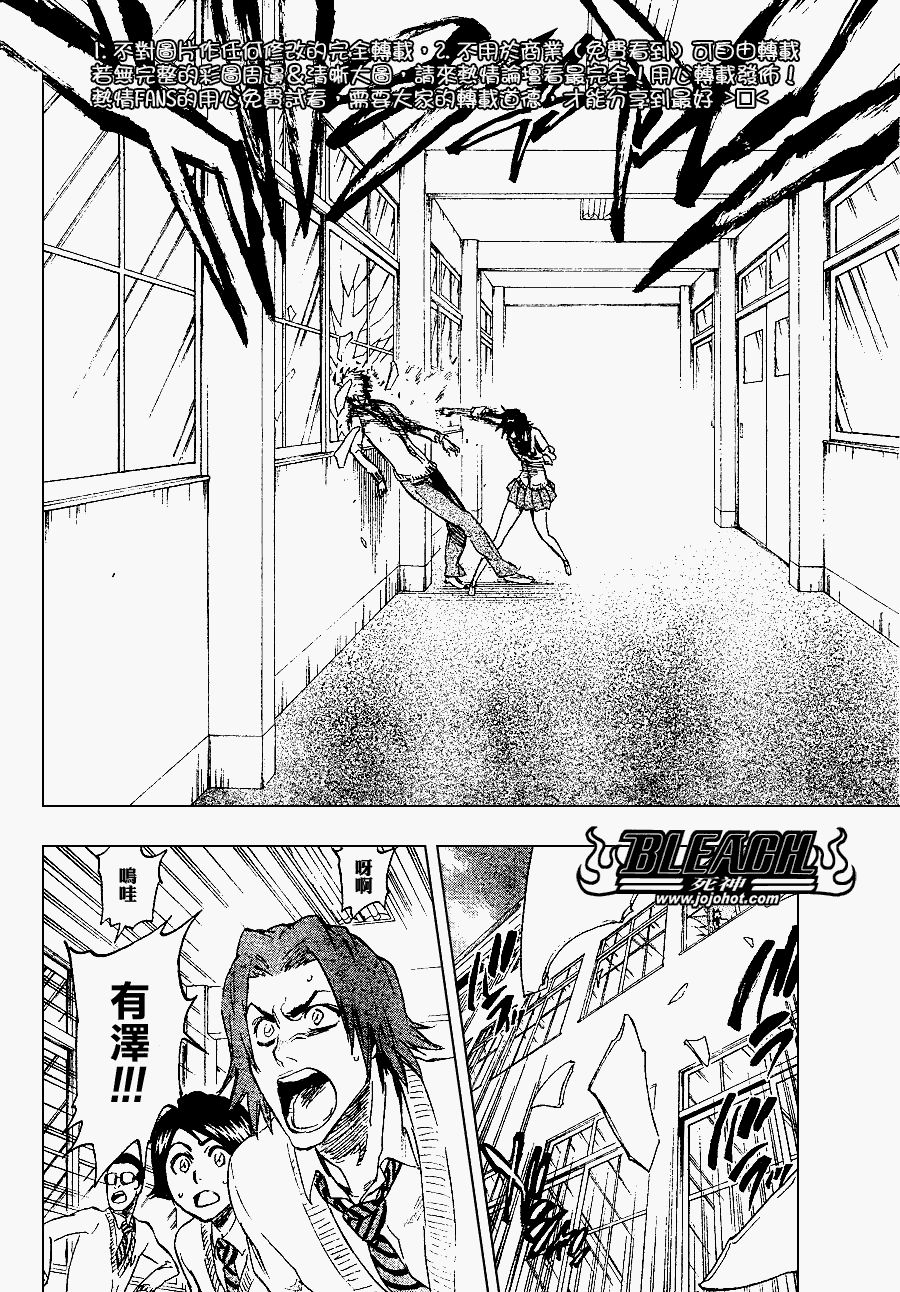 1. 不對圖片作任何修改的完全轉載，2. 不用於商業（免費看到）可自由轉載
若無完整的彩圖周漫&清晰大圖，請來熱情論壇看最完全！用心轉載發佈！
熱情FANS的用心免費試看，需要大家的轉載道德，才能分享到最好 >口<
BLEACH
死神
www.jojohot.com
呀啊
嗚哇
有澤!!!